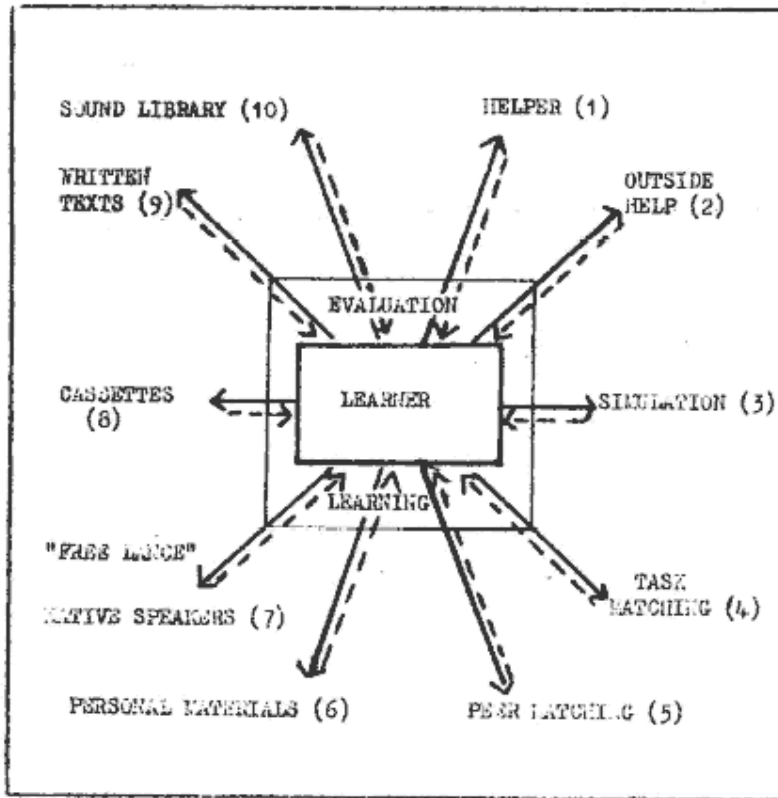 SOUND LIBRARY (10)
HELPER (1)
WRITTEN
TEXTS (9)
OUTSIDE
HELP (2)
EVALUATION
CASSETTES
(8)
LEARNER
SIMULATION (3)
LEARNING
"FREE LANCE"
NATIVE SPEAKERS (7)
TASK
MATCHING (4)
PERSONAL MATERIALS (6)
PEER MATCHING (5)